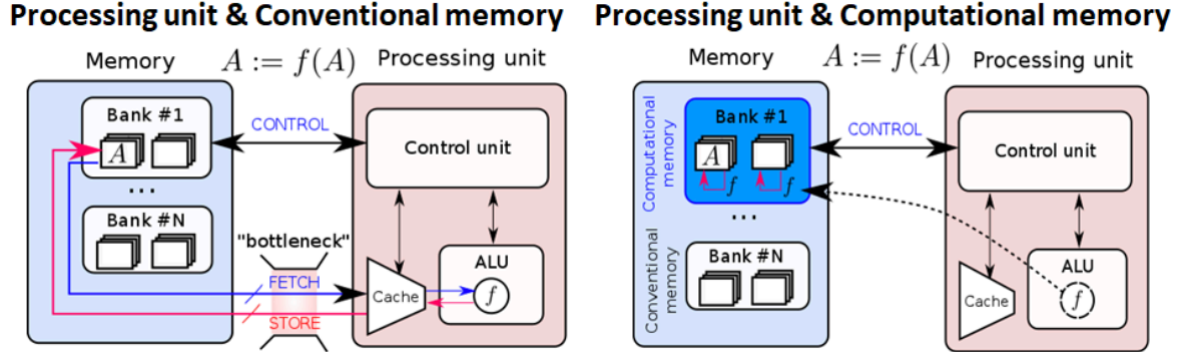 Processing unit & Conventional memory
Memory
A := f(A)
Processing unit
Bank #1
A
...
Bank #N
CONTROL
Control unit
"bottleneck"
FETCH
STORE
Cache
ALU
f
Processing unit & Computational memory
Memory
A := f(A)
Processing unit
Computational
memory
Bank #1
A
f
f
...
Conventional
memory
Bank #N
CONTROL
Control unit
Cache
ALU
f